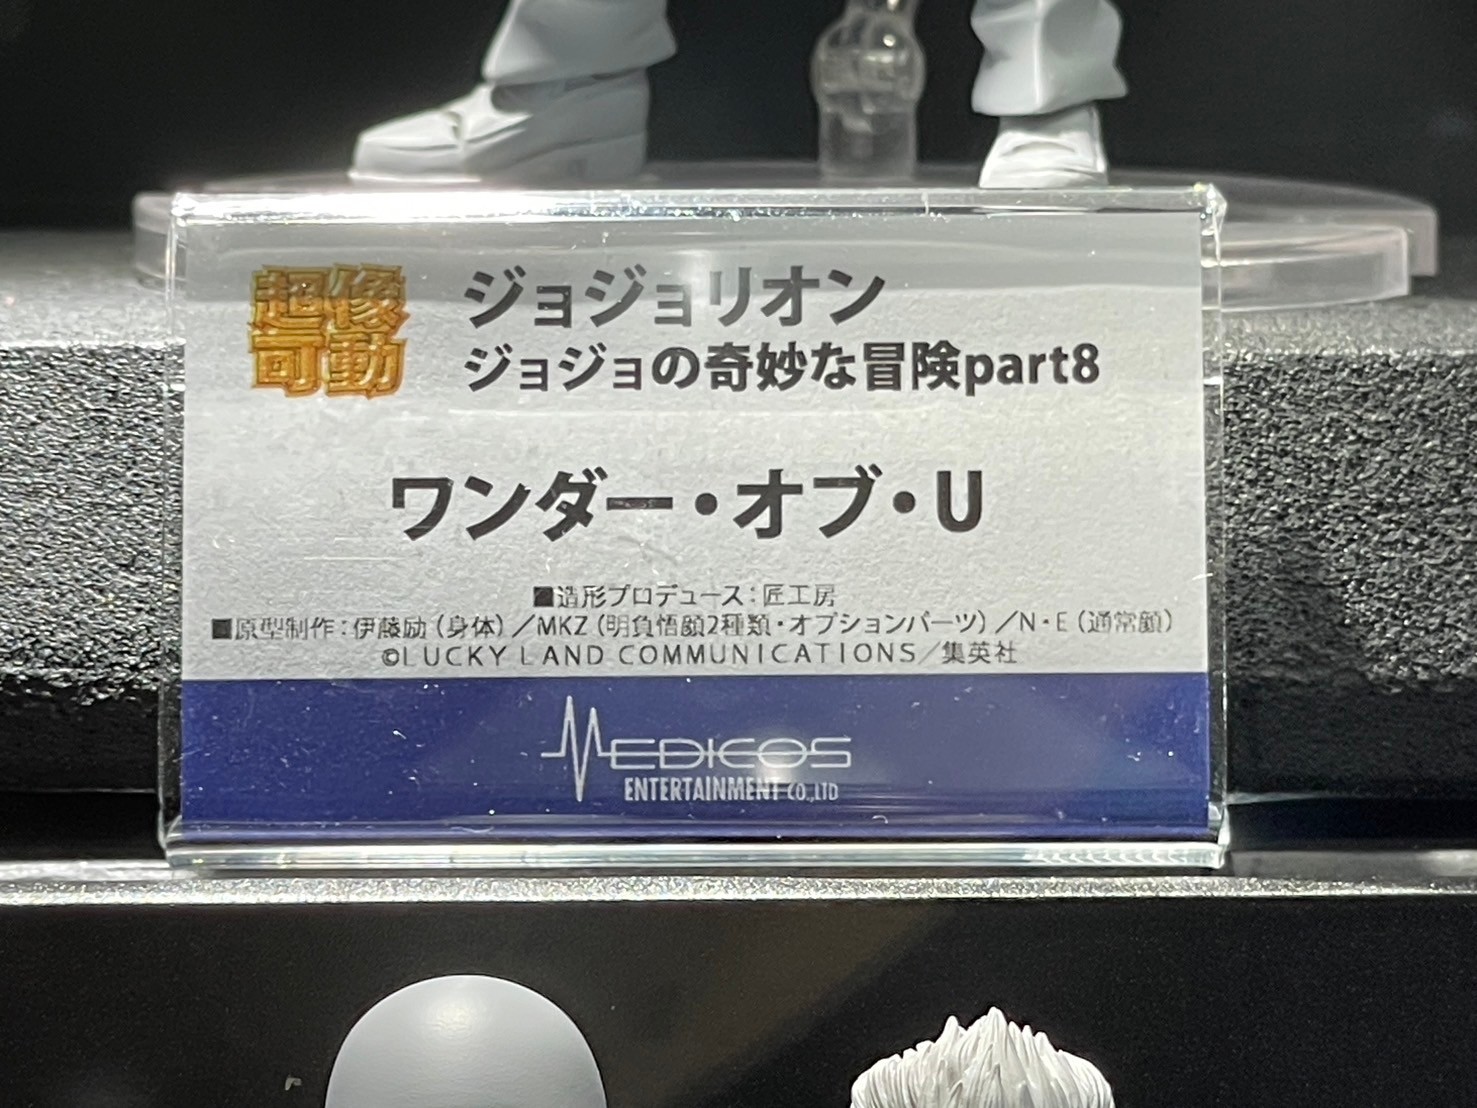 超像
可動
ジョジョリオン
ジョジョの奇妙な冒険part8
ワンダー・オブ・U
■造形プロデュース：匠工房
■原型制作：伊藤励（身体）／MKZ（明負悟顔2種類・オプションパーツ）／N・E（通常顔）
©LUCKY LAND COMMUNICATIONS／集英社
MEDICOS
ENTERTAINMENT CO.,LTD